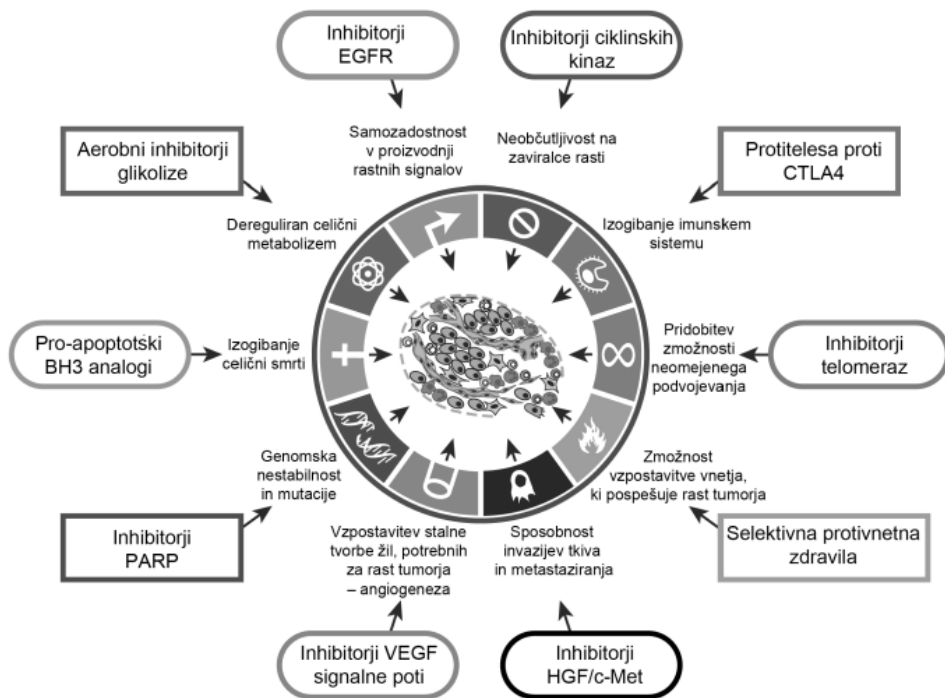 Inhibitorji
EGFR
Inhibitorji ciklinskih
kinaz
Samozadostnost
v proizvodnji
rastnih signalov
Neobčutljivost na
zaviralce rasti
Aerobni inhibitorji
glikolize
Protitelesa proti
CTLA4
Dereguliran celični
metabolizem
Izogibanje imunskem
sistemu
Pro-apoptotski
BH3 analogi
Izogibanje
celični smrti
Pridobitev
zmožnosti
neomejenega
podvojevanja
Inhibitorji
telomeraz
Genomska
nestabilnost
in mutacije
Zmožnost
vzpostavitve vnetja,
ki pospešuje rast tumorja
Inhibitorji
PARP
Vzpostavitev stalne
tvorbe žil, potrebnih
za rast tumorja
– angiogeneza
Sposobnost
invazijev tkiva
in metastaziranja
Selektivna protivnetna
zdravila
Inhibitorji VEGF
signalne poti
Inhibitorji
HGF/c-Met